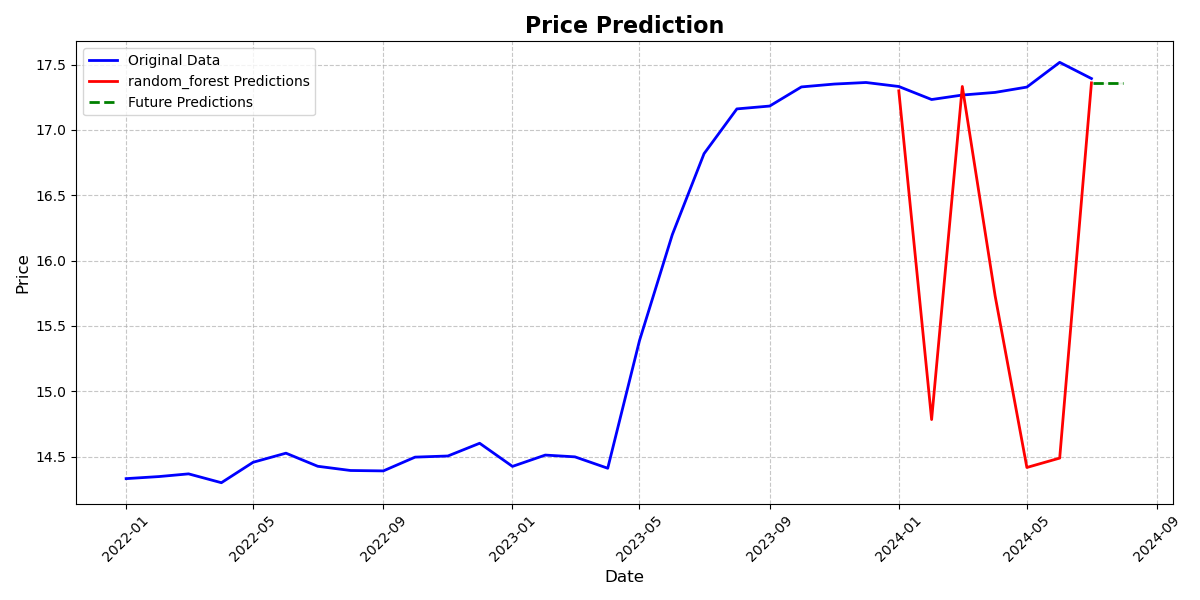 Price Prediction
Original Data
random_forest Predictions
Future Predictions
Price
17.5
17.0
16.5
16.0
15.5
15.0
14.5
2022-01
2022-05
2022-09
2023-01
2023-05
2023-09
2024-01
2024-05
2024-09
Date